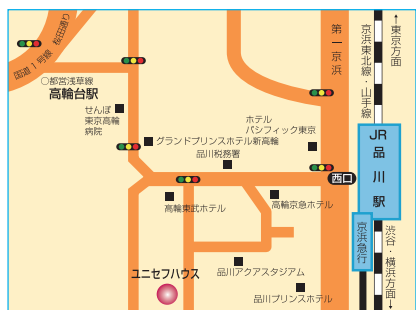 国道1号線 桜田通り
○都営浅草線
高輪台駅
せんぽ
東京高輪
病院
グランドプリンスホテル新高輪
品川税務署
ホテル
パシフィック東京
第一京浜
京浜東北線・山手線
↑東京方面
JR
品川駅
西口
高輪東武ホテル
高輪京急ホテル
京浜急行
渋谷・横浜方面↓
品川アクアスタジアム
ユニセフハウス
品川プリンスホテル